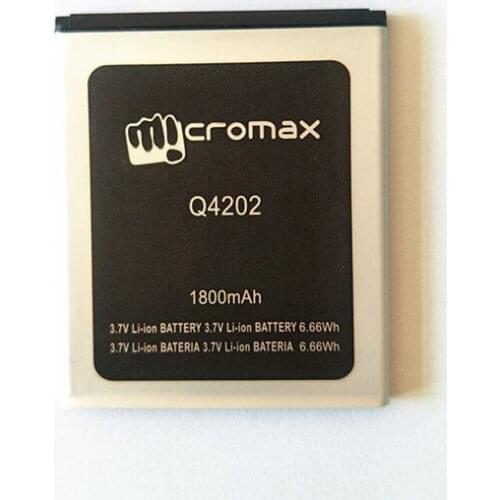 micromax
Q4202
1800mAh
3.7V Li-ion BATTERY 3.7V Li-ion BATTERY 6.66Wh
3.7V Li-ion BATERIA 3.7V Li-ion BATERIA 6.66Wh